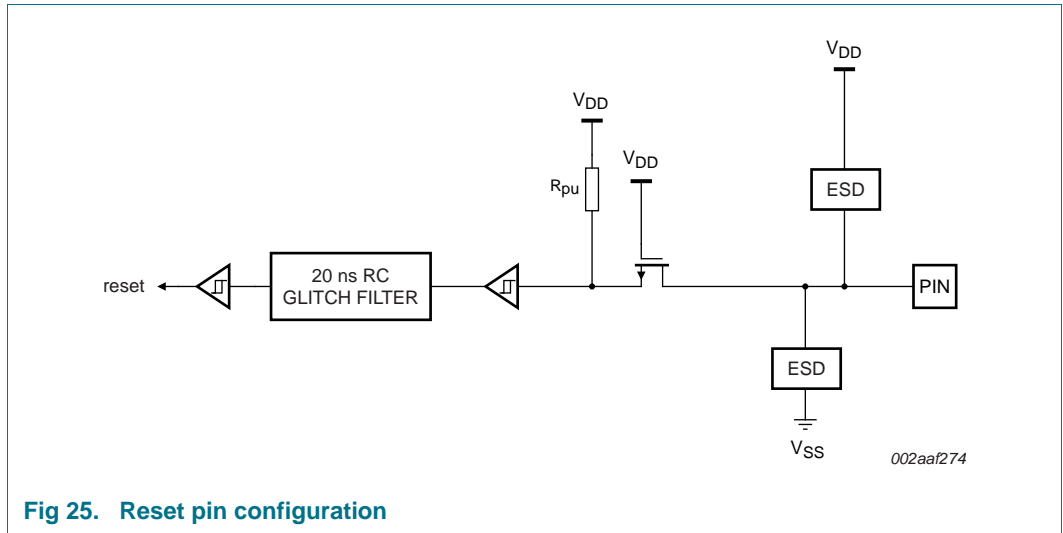 VDD
VDD
VDD
Rpu
ESD
reset
20 ns RC
GLITCH FILTER
PIN
ESD
VSS
002aaf274
Fig 25. Reset pin configuration